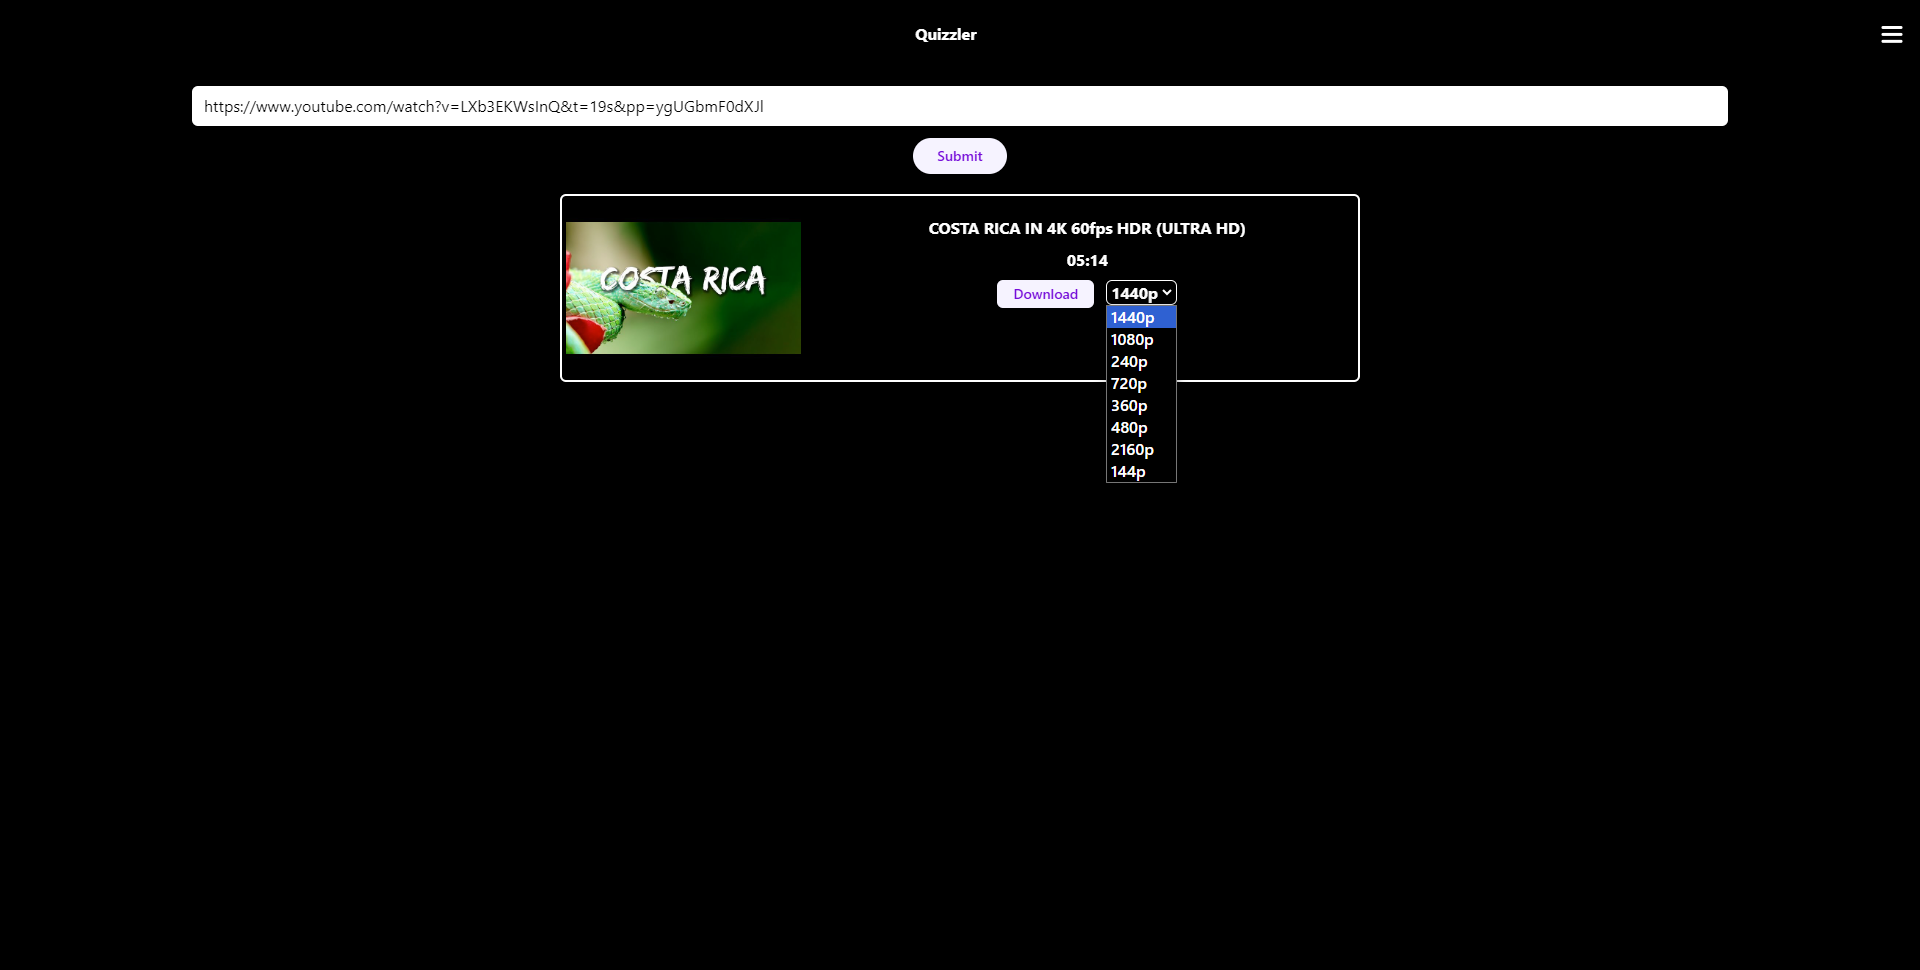 Quizzler
https://www.youtube.com/watch?v=LXb3EKWsInQ&t=19s&pp=ygUGbmF0dXJl
Submit
COSTA RICA
COSTA RICA IN 4K 60fps HDR (ULTRA HD)
05:14
Download 1440p
1440p
1080p
240p
720p
360p
480p
2160p
144p